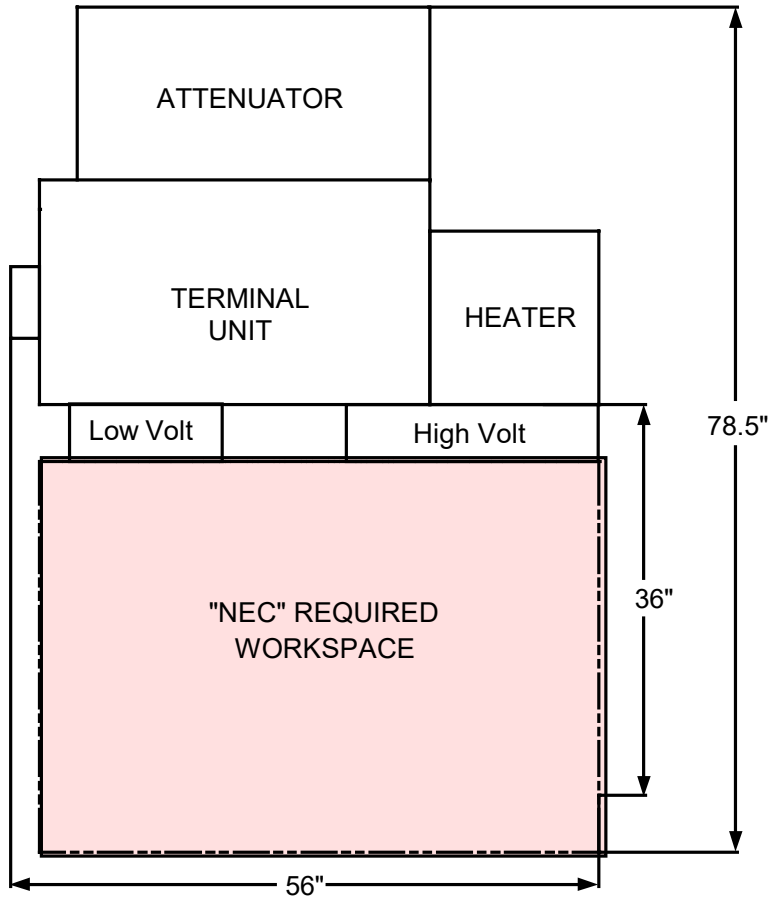 ATTENUATOR
TERMINAL
UNIT
HEATER
Low Volt
High Volt
78.5"
"NEC" REQUIRED
WORKSPACE
36"
56"